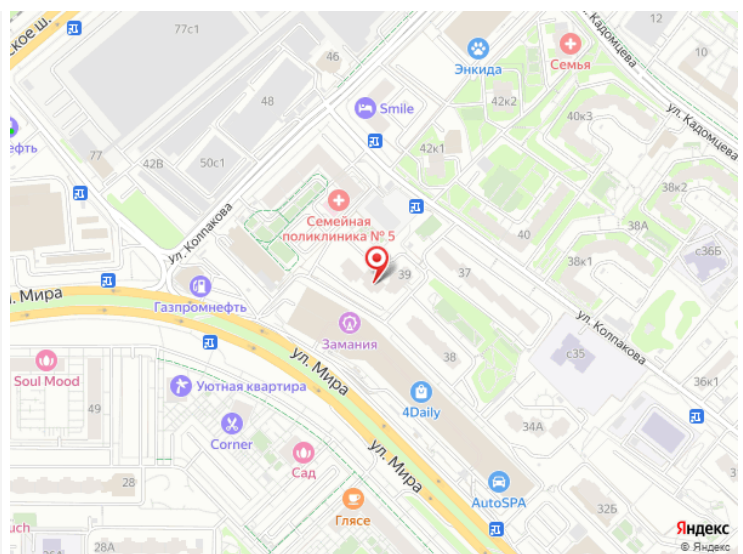 77с1
ское ш.
46
12
10
Энкида
Семья
ул. Кадомцева
42к2
48
Smile
40к3
ул. Кадомцева
ефть
77
42В
50с1
42к1
38к2
Семейная
поликлиника № 5
ул. Колпакова
40
38А
с36Б
39
37
38к1
л. Мира
Газпромнефть
ул. Колпакова
Замания
ул. Мира
38
с35
Soul Mood
Уютная квартира
36к1
49
4Daily
Corner
34А
ул. Мира
Сад
28
AutoSPA
Глясе
32Б
uch
28А
Яндекс
© Яндекс